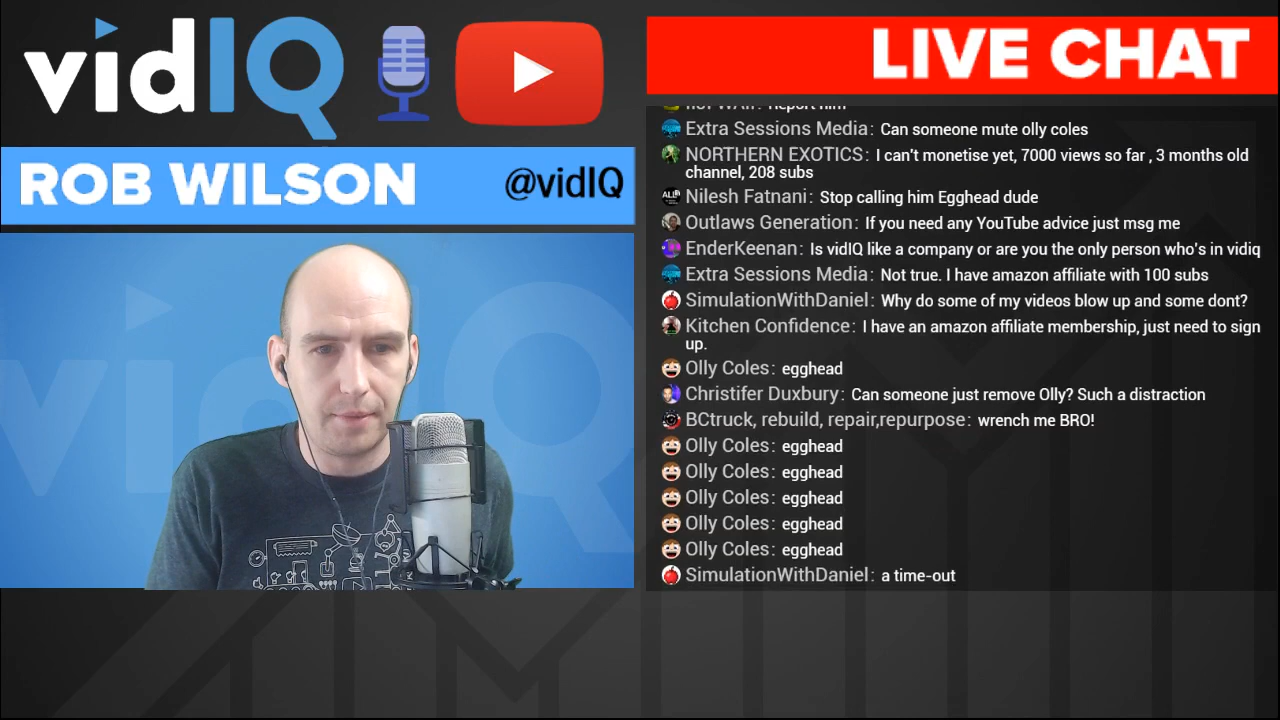 vidIQ
LIVE CHAT
ROB WILSON
@vidIQ
Report him
Extra Sessions Media: Can someone mute olly coles
NORTHERN EXOTICS: I can't monetise yet, 7000 views so far , 3 months old
channel, 208 subs
Nilesh Fatnani: Stop calling him Egghead dude
Outlaws Generation: If you need any YouTube advice just msg me
EnderKeenan: Is vidIQ like a company or are you the only person who's in vidiq
Extra Sessions Media: Not true. I have amazon affiliate with 100 subs
SimulationWithDaniel: Why do some of my videos blow up and some dont?
Kitchen Confidence: I have an amazon affiliate membership, just need to sign
up.
Olly Coles: egghead
Christifer Duxbury: Can someone just remove Olly? Such a distraction
BCtruck, rebuild, repair,repurpose: wrench me BRO!
Olly Coles: egghead
Olly Coles: egghead
Olly Coles: egghead
Olly Coles: egghead
Olly Coles: egghead
SimulationWithDaniel: a time-out